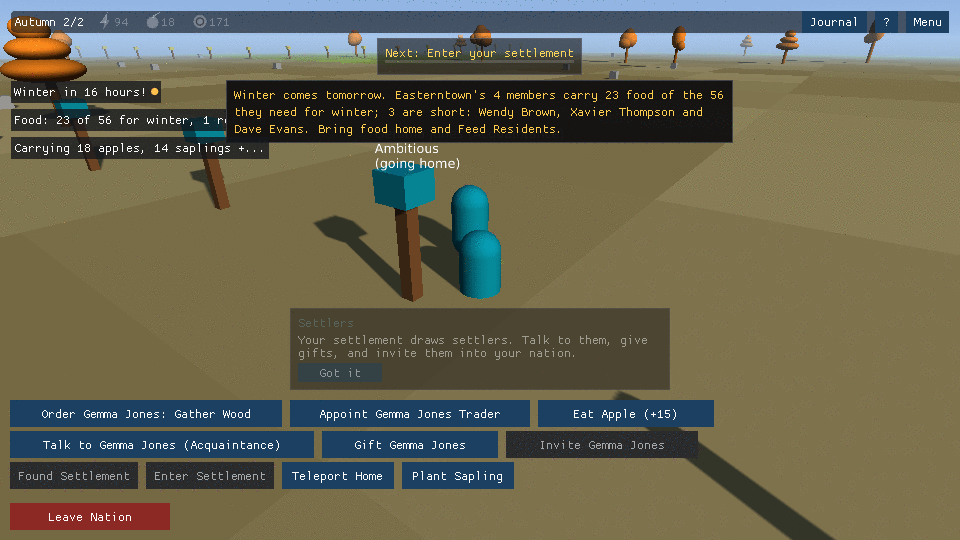 Autumn 2/2 94 18 171
Journal ? Menu
Next: Enter your settlement
Winter in 16 hours!
Winter comes tomorrow. Easterntown's 4 members carry 23 food of the 56
they need for winter; 3 are short: Wendy Brown, Xavier Thompson and
Dave Evans. Bring food home and Feed Residents.
Food: 23 of 56 for winter, 1
Carrying 18 apples, 14 saplings +...
Ambitious
(going home)
Settlers
Your settlement draws settlers. Talk to them, give
gifts, and invite them into your nation.
Got it
Order Gemma Jones: Gather Wood
Appoint Gemma Jones Trader
Eat Apple (+15)
Talk to Gemma Jones (Acquaintance)
Gift Gemma Jones
Invite Gemma Jones
Found Settlement
Enter Settlement
Teleport Home
Plant Sapling
Leave Nation